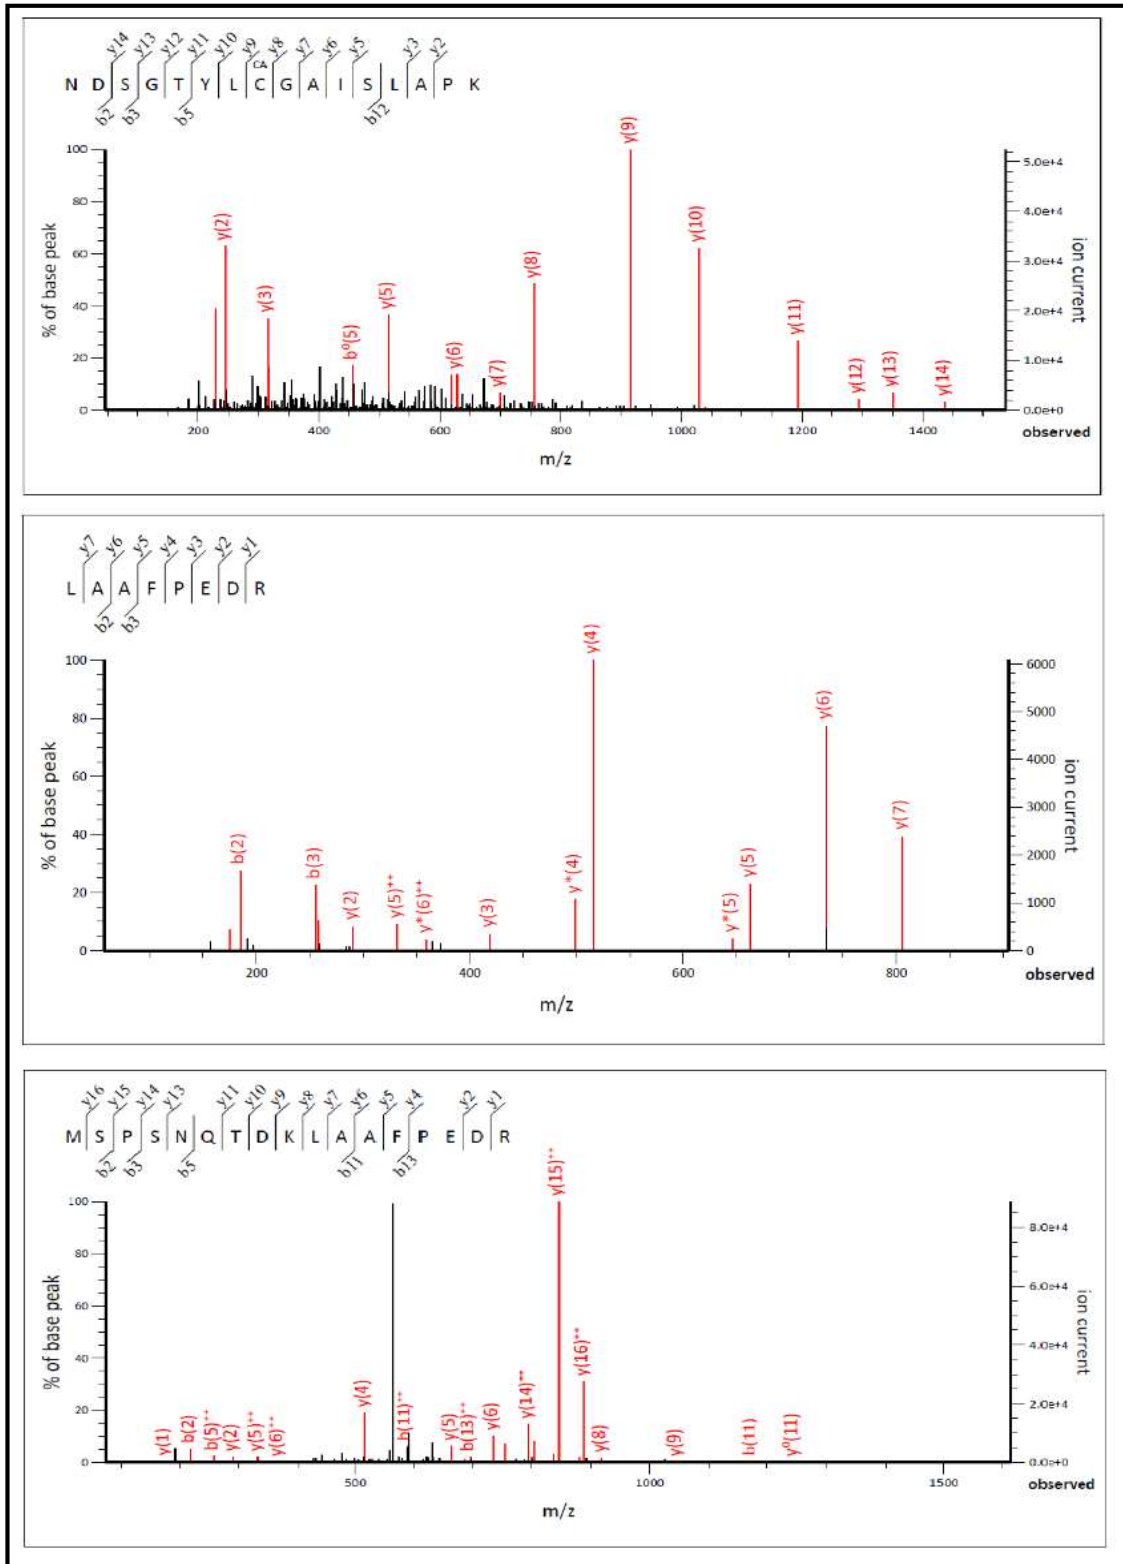 y14 y13 y12 y11 y10 y9 y8 y7 y6 y5 y3 y2
CA
N D S G T Y L C G A I S L A P K
b2 b3 b5 b12
y(9)
100 5.0e+4
y(2) y(10)
80 4.0e+4
% of base peak
ion current
60 3.0e+4
y(8)
y(3) y(5)
40 2.0e+4
b⁰(5) y(6) y(11)
20 1.0e+4
y(7) y(12) y(13) y(14)
0 0.0e+0
200 400 600 800 1000 1200 1400 observed
m/z
y7 y6 y5 y4 y3 y2 y1
L A A F P E D R
b2 b3
y(4)
100 6000
y(6)
80 5000
% of base peak
ion current
4000
60
3000
y(7)
40
b(2) b(3) y(5) 2000
y*(4)
20
y(2) y(5)++ y*(6)++ y(3) y*(5) 1000
0 0
200 400 600 800 observed
m/z
y16 y15 y14 y13 y11 y10 y9 y8 y7 y6 y5 y4 y2 y1
M S P S N Q T D K L A A F P E D R
b2 b3 b5 b11 b13
y(15)++
100
8.0e+4
80
% of base peak
ion current
60 6.0e+4
40 4.0e+4
y(16)++
y(4) y(14)++
20 2.0e+4
y(1) b(2) b(5)++ y(2) y(5)++ y(6)++ b(11)++ y(5) b(13)++ y(6) y(8) y(9) b(11) y⁰(11)
0 0.0e+0
500 1000 1500 observed
m/z